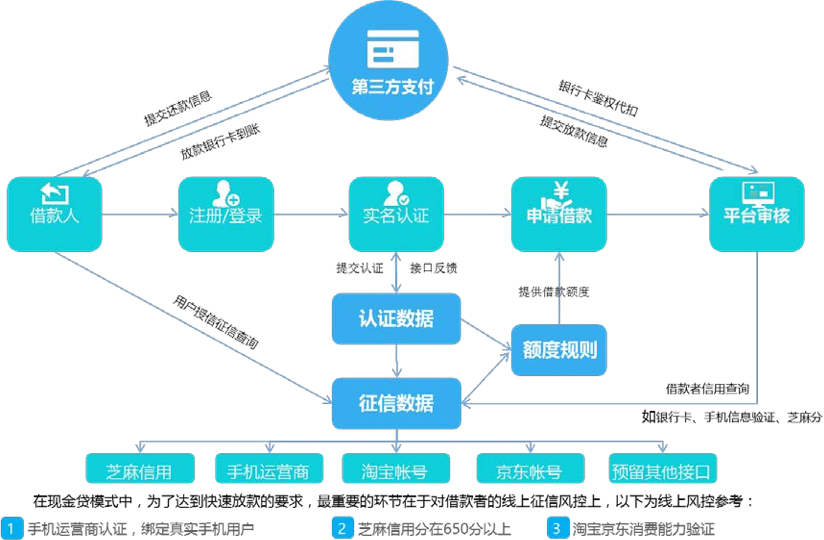 第三方支付
提交还款信息
放款银行卡到账
银行卡鉴权代扣
提交放款信息
借款人
注册/登录
实名认证
申请借款
平台审核
提交认证
接口反馈
提供借款额度
用户授信征信查询
认证数据
额度规则
征信数据
借款者信用查询
如银行卡、手机信息验证、芝麻分
芝麻信用
手机运营商
淘宝帐号
京东帐号
预留其他接口
在现金贷模式中，为了达到快速放款的要求，最重要的环节在于对借款者的线上征信风控上，以下为线上风控参考：
1 手机运营商认证，绑定真实手机用户
2 芝麻信用分在650分以上
3 淘宝京东消费能力验证